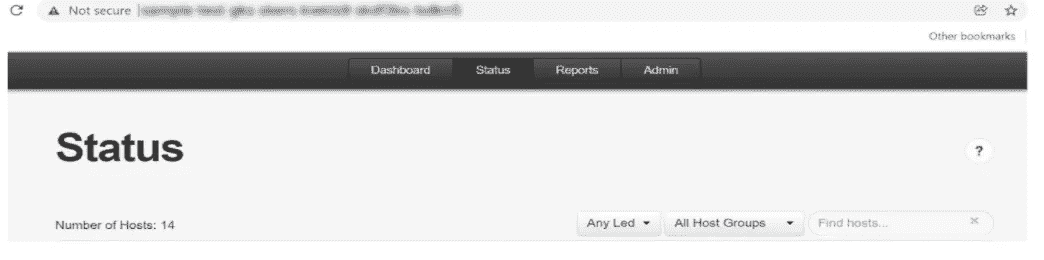 Not secure
Other bookmarks
Dashboard Status Reports Admin
Status
?
Number of Hosts: 14 Any Led All Host Groups Find hosts... ×